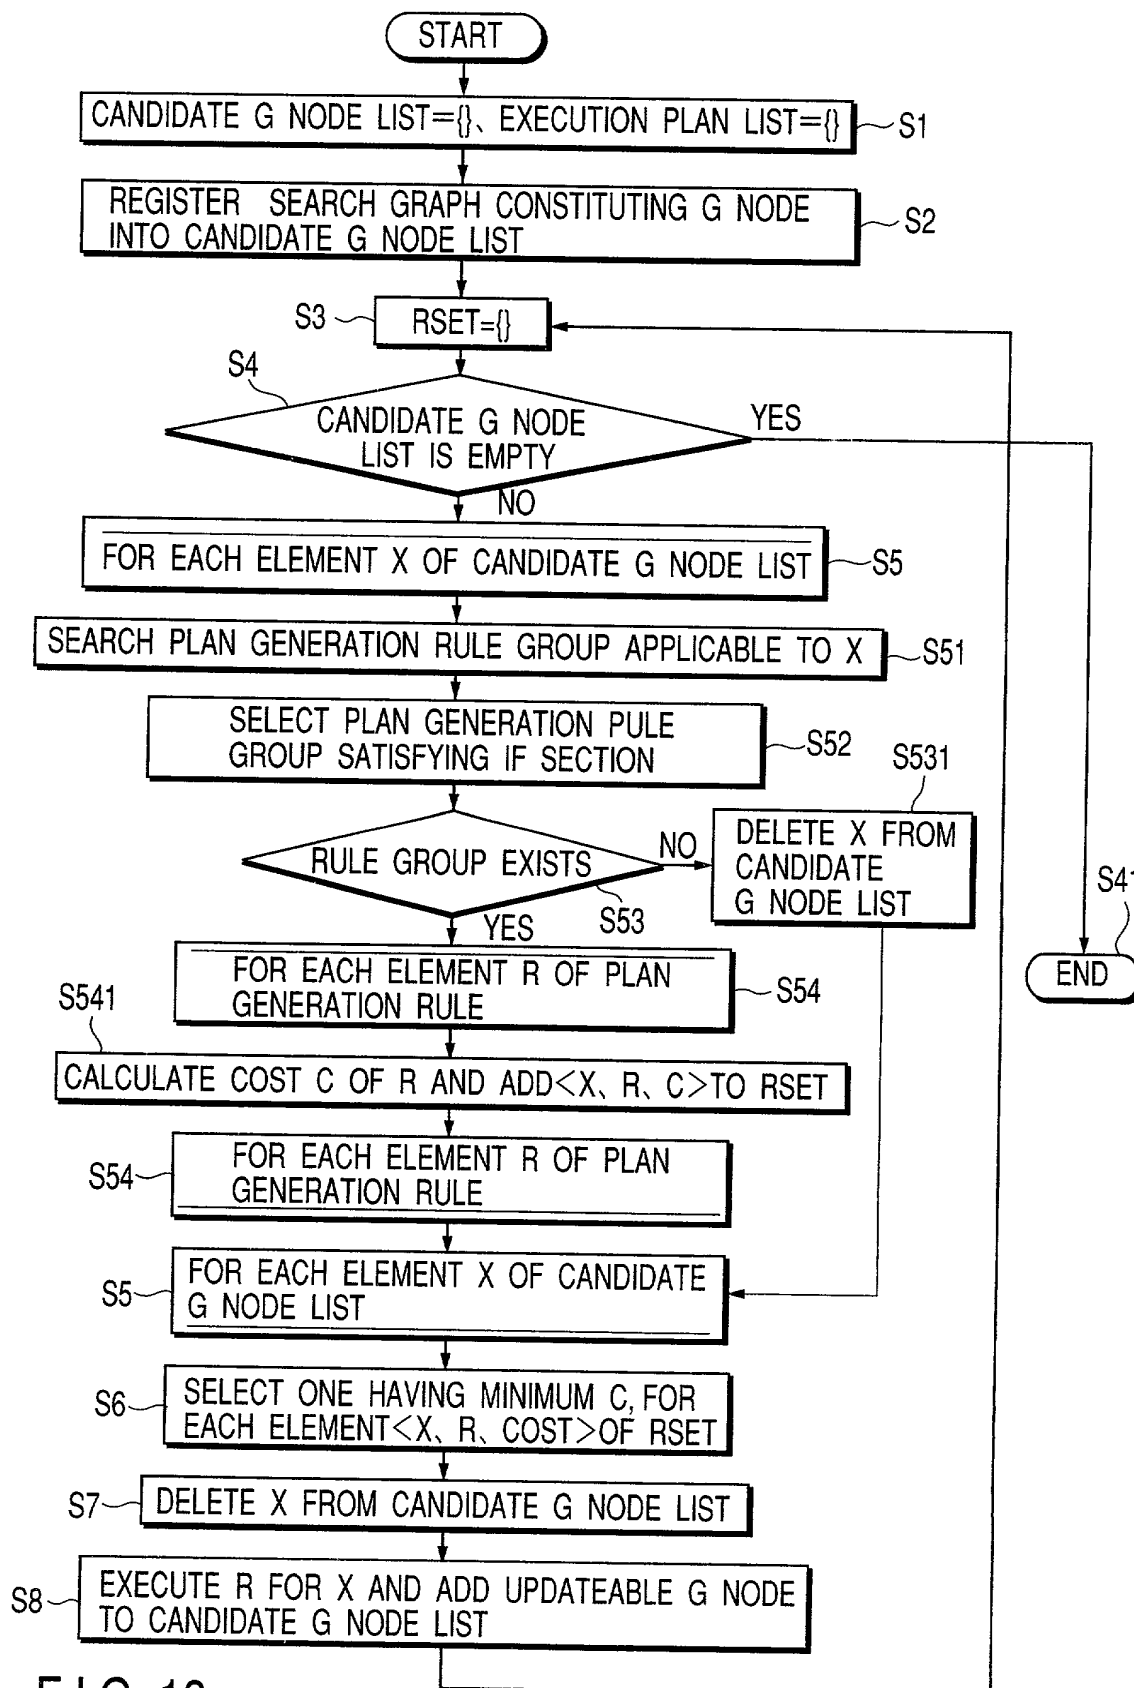 START
CANDIDATE G NODE LIST={}、EXECUTION PLAN LIST={}
S1
REGISTER SEARCH GRAPH CONSTITUTING G NODE
INTO CANDIDATE G NODE LIST
S2
S3
RSET={}
S4
CANDIDATE G NODE
LIST IS EMPTY
YES
NO
FOR EACH ELEMENT X OF CANDIDATE G NODE LIST
S5
SEARCH PLAN GENERATION RULE GROUP APPLICABLE TO X
S51
SELECT PLAN GENERATION PULE
GROUP SATISFYING IF SECTION
S52
S531
RULE GROUP EXISTS
NO
DELETE X FROM
CANDIDATE
G NODE LIST
S53
YES
S41
END
FOR EACH ELEMENT R OF PLAN
GENERATION RULE
S54
S541
CALCULATE COST C OF R AND ADD<X、R、C>TO RSET
S54
FOR EACH ELEMENT R OF PLAN
GENERATION RULE
S5
FOR EACH ELEMENT X OF CANDIDATE
G NODE LIST
S6
SELECT ONE HAVING MINIMUM C, FOR
EACH ELEMENT<X、R、COST>OF RSET
S7
DELETE X FROM CANDIDATE G NODE LIST
S8
EXECUTE R FOR X AND ADD UPDATEABLE G NODE
TO CANDIDATE G NODE LIST